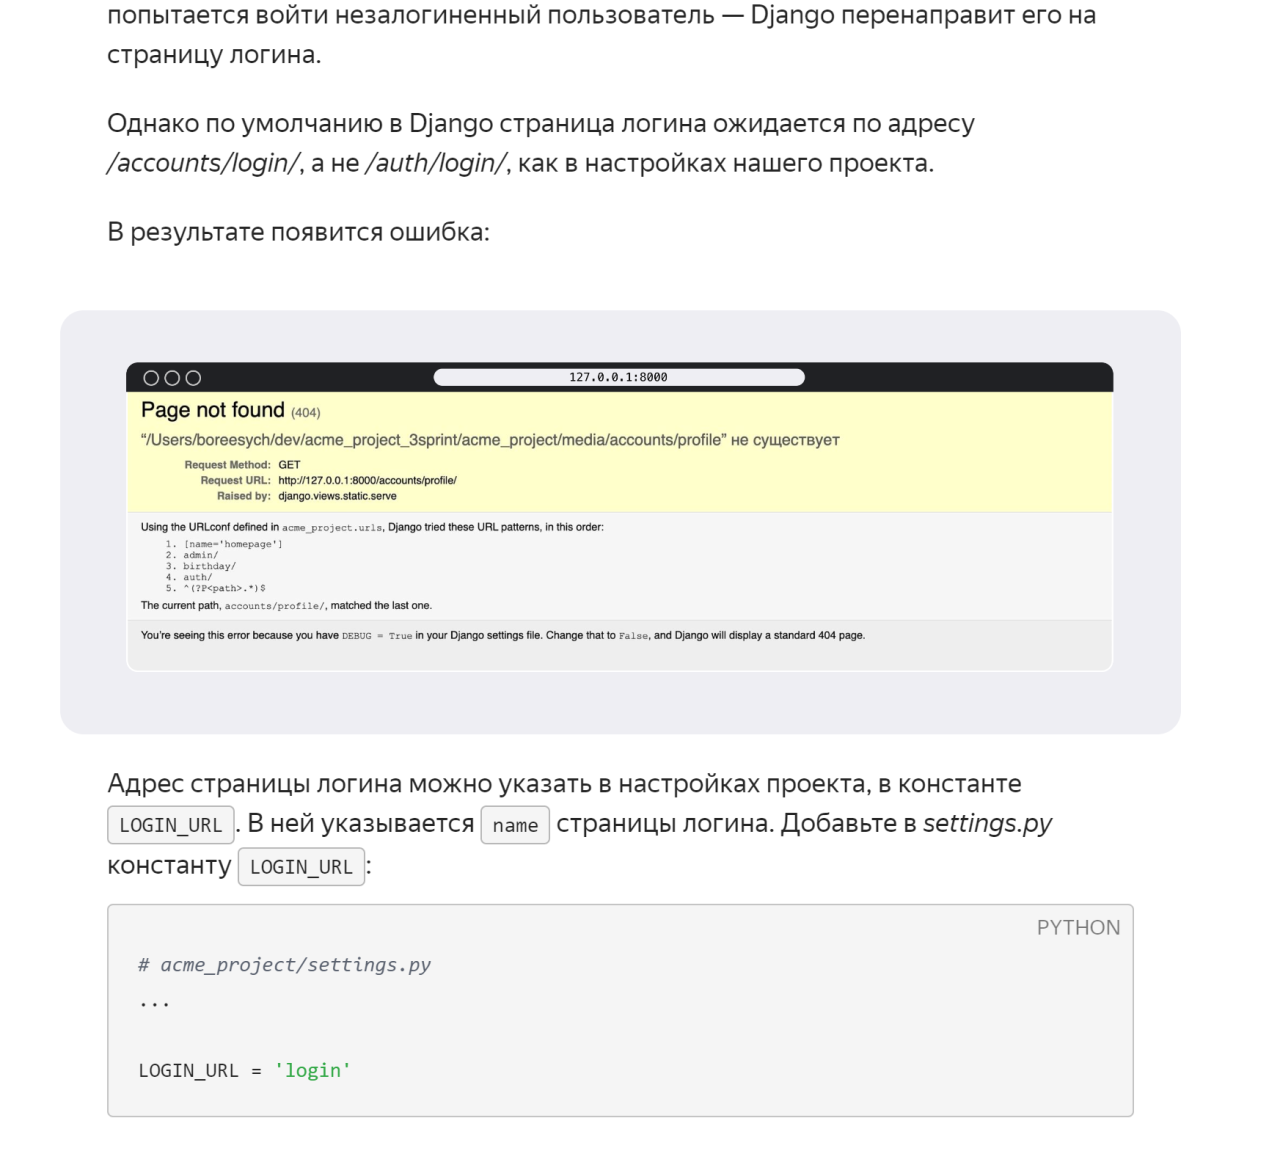 попытается войти незалогиненный пользователь — Django перенаправит его на
страницу логина.
Однако по умолчанию в Django страница логина ожидается по адресу
/accounts/login/, а не /auth/login/, как в настройках нашего проекта.
В результате появится ошибка:
127.0.0.1:8000
Page not found (404)
“/Users/boreesych/dev/acme_project_3sprint/acme_project/media/accounts/profile” не существует
Request Method: GET
Request URL: http://127.0.0.1:8000/accounts/profile/
Raised by: django.views.static.serve
Using the URLconf defined in acme_project.urls, Django tried these URL patterns, in this order:
1. [name='homepage']
2. admin/
3. birthday/
4. auth/
5. ^(?P<path>.*)$
The current path, accounts/profile/, matched the last one.
You’re seeing this error because you have DEBUG = True in your Django settings file. Change that to False, and Django will display a standard 404 page.
Адрес страницы логина можно указать в настройках проекта, в константе
LOGIN_URL. В ней указывается name страницы логина. Добавьте в settings.py
константу LOGIN_URL:
PYTHON
# acme_project/settings.py
...
LOGIN_URL = 'login'